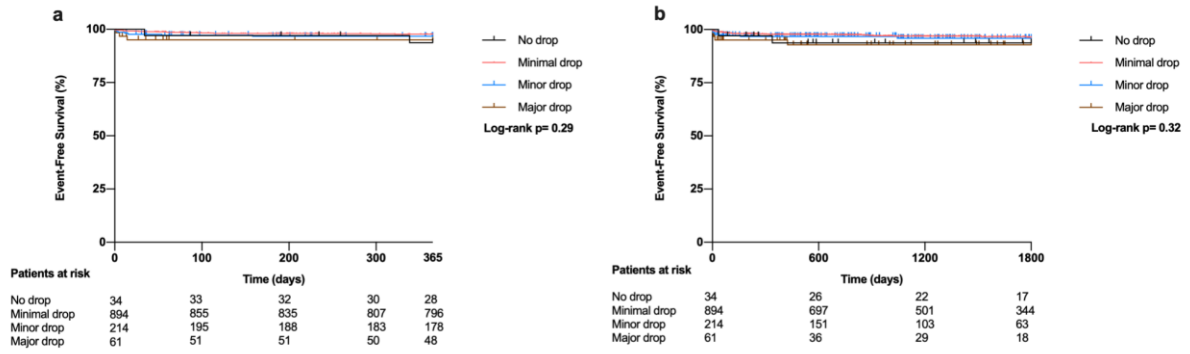 a
100
75
50
25
0
Event-Free Survival (%)
0 100 200 300 365
Time (days)
No drop
Minimal drop
Minor drop
Major drop
Log-rank p= 0.29
Patients at risk
No drop 34 33 32 30 28
Minimal drop 894 855 835 807 796
Minor drop 214 195 188 183 178
Major drop 61 51 51 50 48
b
100
75
50
25
0
Event-Free Survival (%)
0 600 1200 1800
Time (days)
No drop
Minimal drop
Minor drop
Major drop
Log-rank p= 0.32
Patients at risk
No drop 34 26 22 17
Minimal drop 894 697 501 344
Minor drop 214 151 103 63
Major drop 61 36 29 18